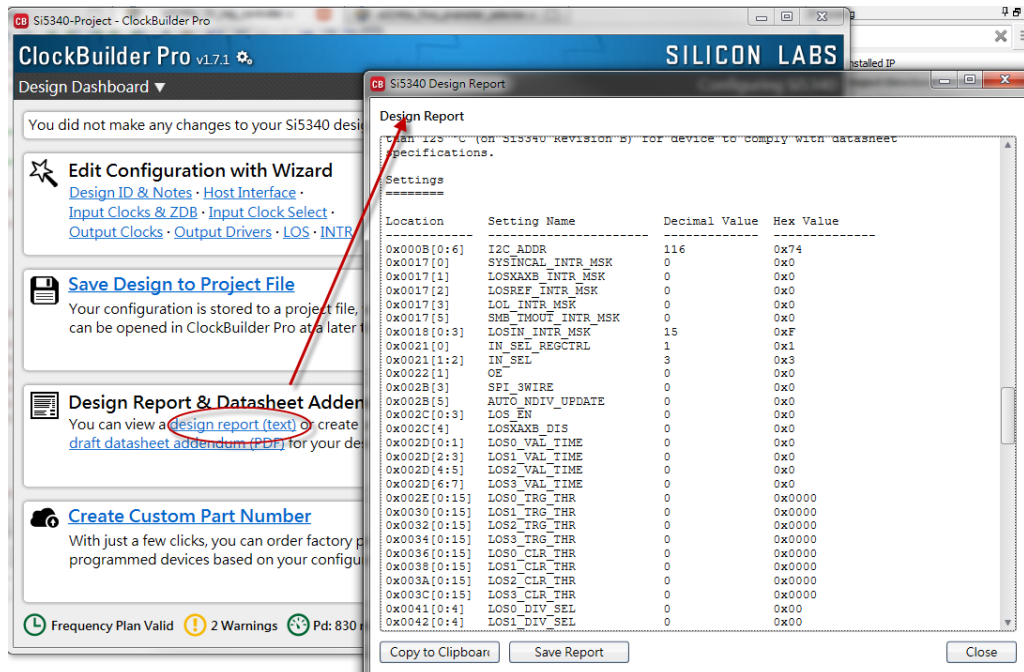 CB Si5340-Project - ClockBuilder Pro
ClockBuilder Pro v1.7.1
SILICON LABS
nstalled IP
Design Dashboard ▼
You did not make any changes to your Si5340 desi
Edit Configuration with Wizard
Design ID & Notes · Host Interface ·
Input Clocks & ZDB · Input Clock Select ·
Output Clocks · Output Drivers · LOS · INTR
Save Design to Project File
Your configuration is stored to a project file,
can be opened in ClockBuilder Pro at a later t
Design Report & Datasheet Adden
You can view a design report (text) or create
draft datasheet addendum (PDF) for your des
Create Custom Part Number
With just a few clicks, you can order factory p
programmed devices based on your configu
Frequency Plan Valid 2 Warnings Pd: 830
CB Si5340 Design Report
Design Report
than 125 °C (on Si5340 Revision B) for device to comply with datasheet
specifications.
Settings
========
Location Setting Name Decimal Value Hex Value
------------ ---------------------- ------------- --------------
0x000B[0:6] I2C_ADDR 116 0x74
0x0017[0] SYSINCAL_INTR_MSK 0 0x0
0x0017[1] LOSXAXB_INTR_MSK 0 0x0
0x0017[2] LOSREF_INTR_MSK 0 0x0
0x0017[3] LOL_INTR_MSK 0 0x0
0x0017[5] SMB_TMOUT_INTR_MSK 0 0x0
0x0018[0:3] LOSIN_INTR_MSK 15 0xF
0x0021[0] IN_SEL_REGCTRL 1 0x1
0x0021[1:2] IN_SEL 3 0x3
0x0022[1] OE 0 0x0
0x002B[3] SPI_3WIRE 0 0x0
0x002B[5] AUTO_NDIV_UPDATE 0 0x0
0x002C[0:3] LOS_EN 0 0x0
0x002C[4] LOSXAXB_DIS 0 0x0
0x002D[0:1] LOS0_VAL_TIME 0 0x0
0x002D[2:3] LOS1_VAL_TIME 0 0x0
0x002D[4:5] LOS2_VAL_TIME 0 0x0
0x002D[6:7] LOS3_VAL_TIME 0 0x0
0x002E[0:15] LOS0_TRG_THR 0 0x0000
0x0030[0:15] LOS1_TRG_THR 0 0x0000
0x0032[0:15] LOS2_TRG_THR 0 0x0000
0x0034[0:15] LOS3_TRG_THR 0 0x0000
0x0036[0:15] LOS0_CLR_THR 0 0x0000
0x0038[0:15] LOS1_CLR_THR 0 0x0000
0x003A[0:15] LOS2_CLR_THR 0 0x0000
0x003C[0:15] LOS3_CLR_THR 0 0x0000
0x0041[0:4] LOS0_DIV_SEL 0 0x00
0x0042[0:4] LOS1_DIV_SEL 0 0x00
Copy to Clipboard Save Report Close